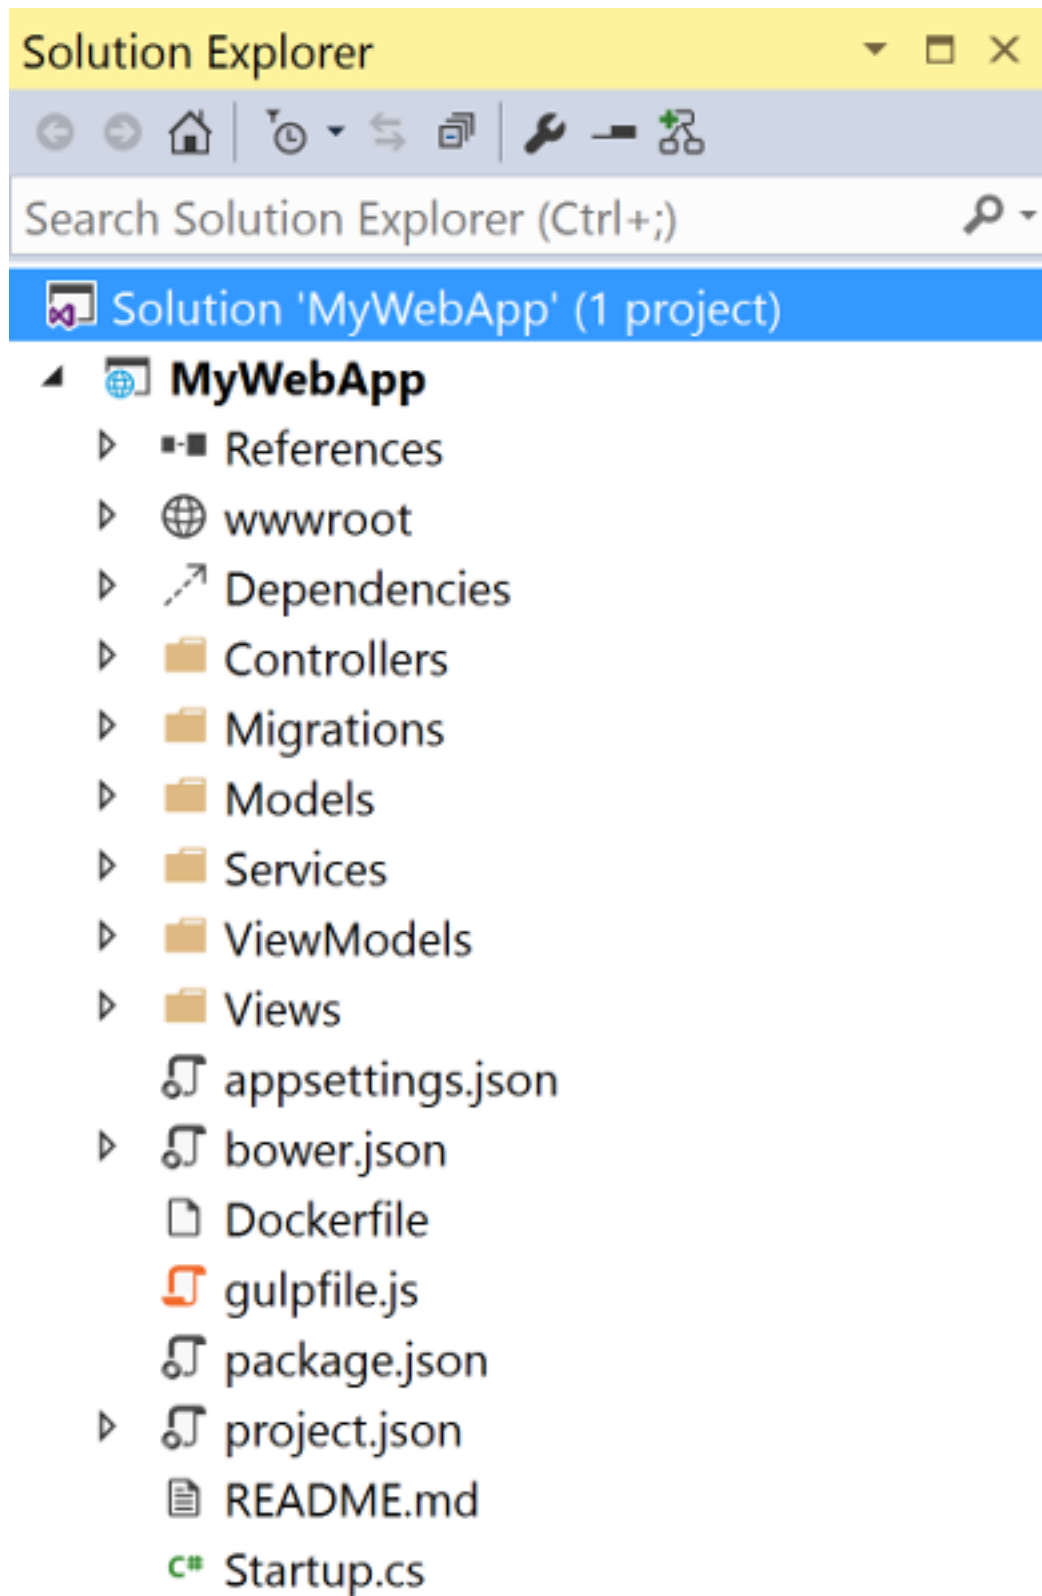 Solution Explorer
Search Solution Explorer (Ctrl+;)
Solution 'MyWebApp' (1 project)
MyWebApp
References
wwwroot
Dependencies
Controllers
Migrations
Models
Services
ViewModels
Views
appsettings.json
bower.json
Dockerfile
gulpfile.js
package.json
project.json
README.md
C# Startup.cs